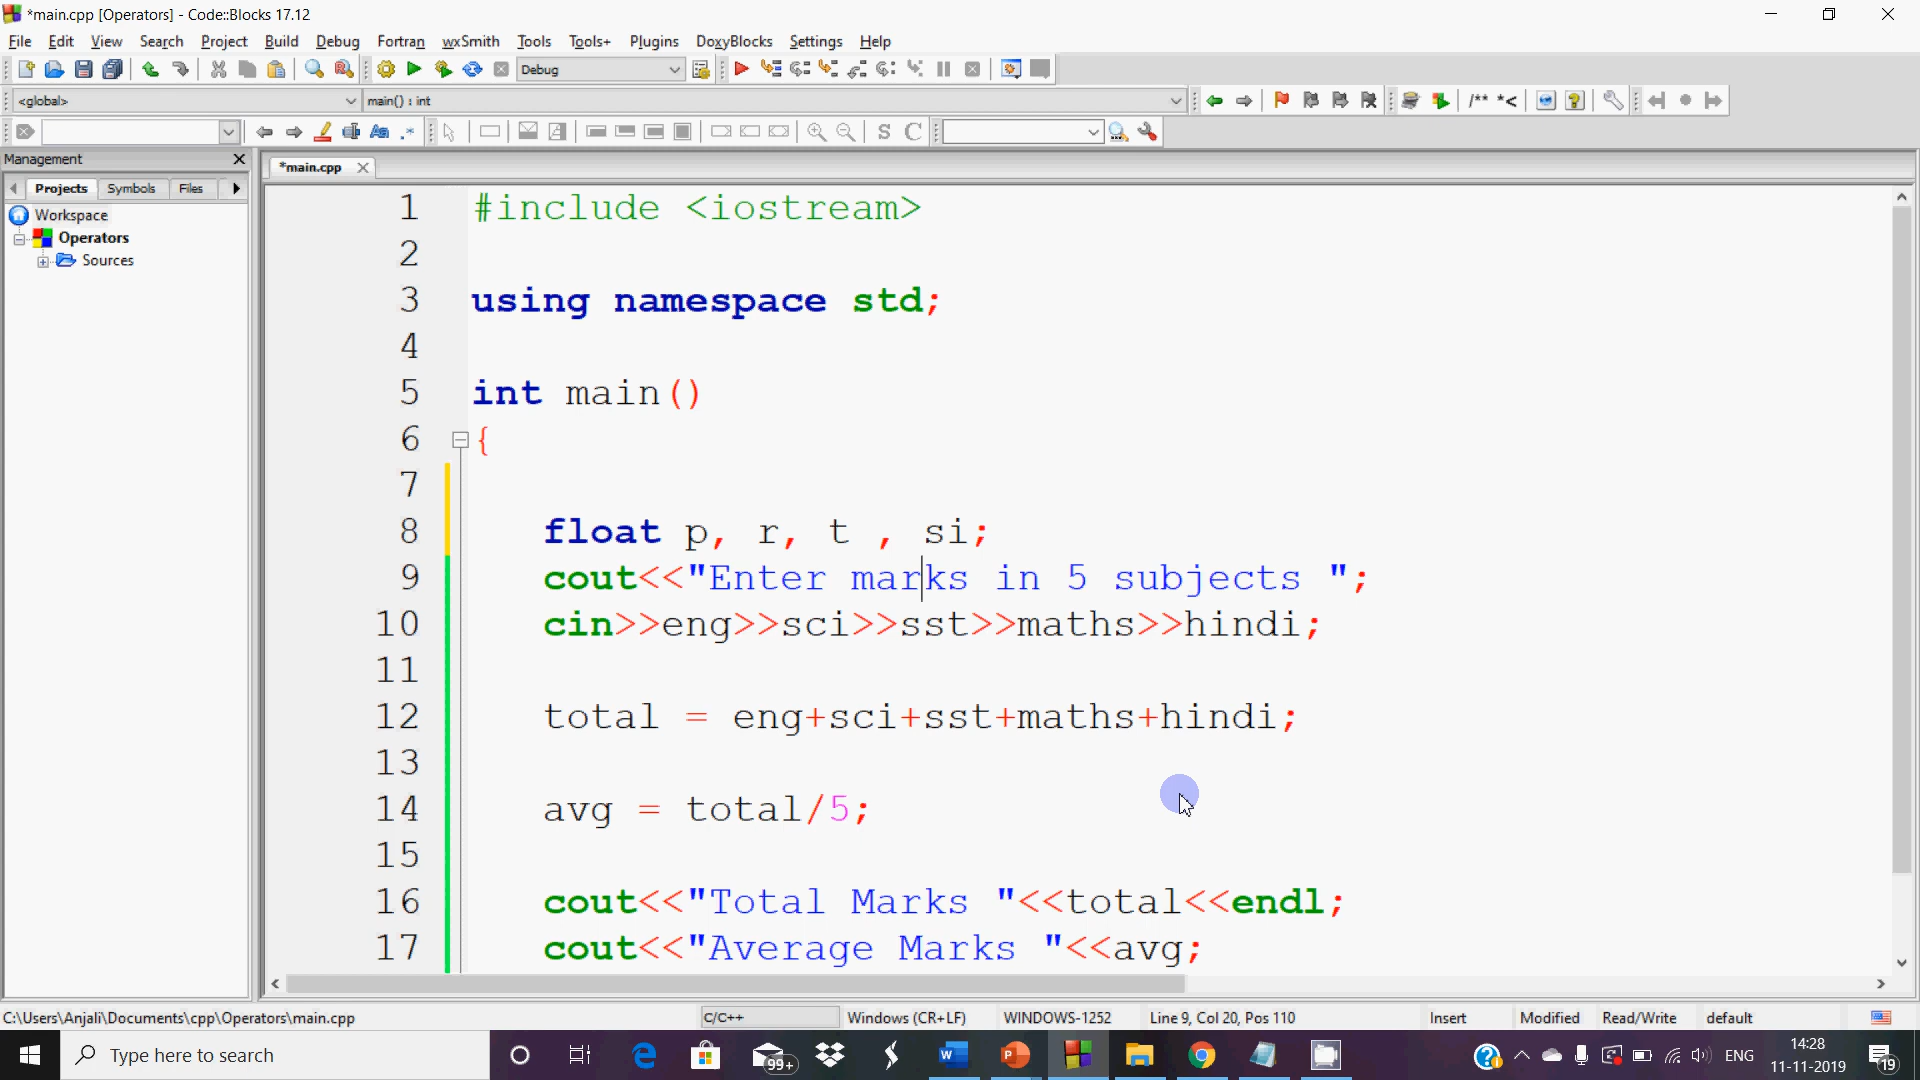 *main.cpp [Operators] - Code::Blocks 17.12
File Edit View Search Project Build Debug Fortran wxSmith Tools Tools+ Plugins DoxyBlocks Settings Help
Debug
<global> main() : int
/** *<
S C
Management
*main.cpp
Projects Symbols Files
Workspace
Operators
Sources
1 #include <iostream>
2
3 using namespace std;
4
5 int main()
6 {
7
8 float p, r, t , si;
9 cout<<"Enter marks in 5 subjects ";
10 cin>>eng>>sci>>sst>>maths>>hindi;
11
12 total = eng+sci+sst+maths+hindi;
13
14 avg = total/5;
15
16 cout<<"Total Marks "<<total<<endl;
17 cout<<"Average Marks "<<avg;
C:\Users\Anjali\Documents\cpp\Operators\main.cpp C/C++ Windows (CR+LF) WINDOWS-1252 Line 9, Col 20, Pos 110 Insert Modified Read/Write default
Type here to search
99+
ENG
14:28
11-11-2019
19